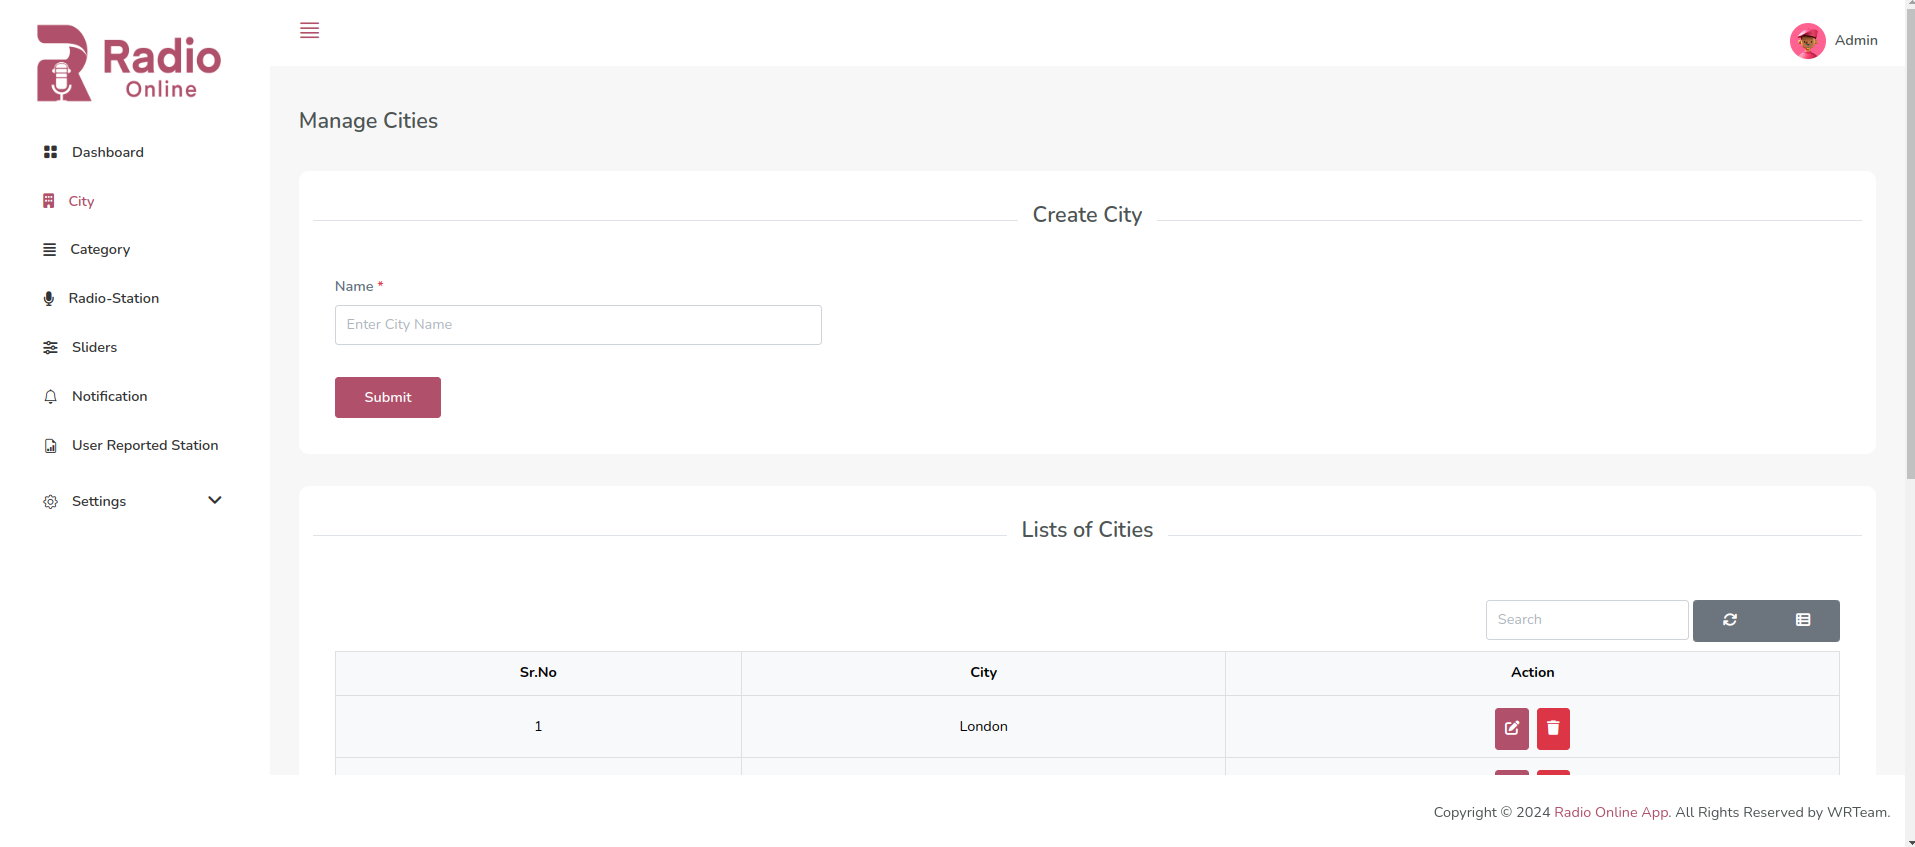 Radio
Online
Admin
Manage Cities
Dashboard
City
Category
Radio-Station
Sliders
Notification
User Reported Station
Settings
Create City
Name *
Enter City Name
Submit
Lists of Cities
Search
Sr.No City Action
1 London
Copyright © 2024 Radio Online App. All Rights Reserved by WRTeam.